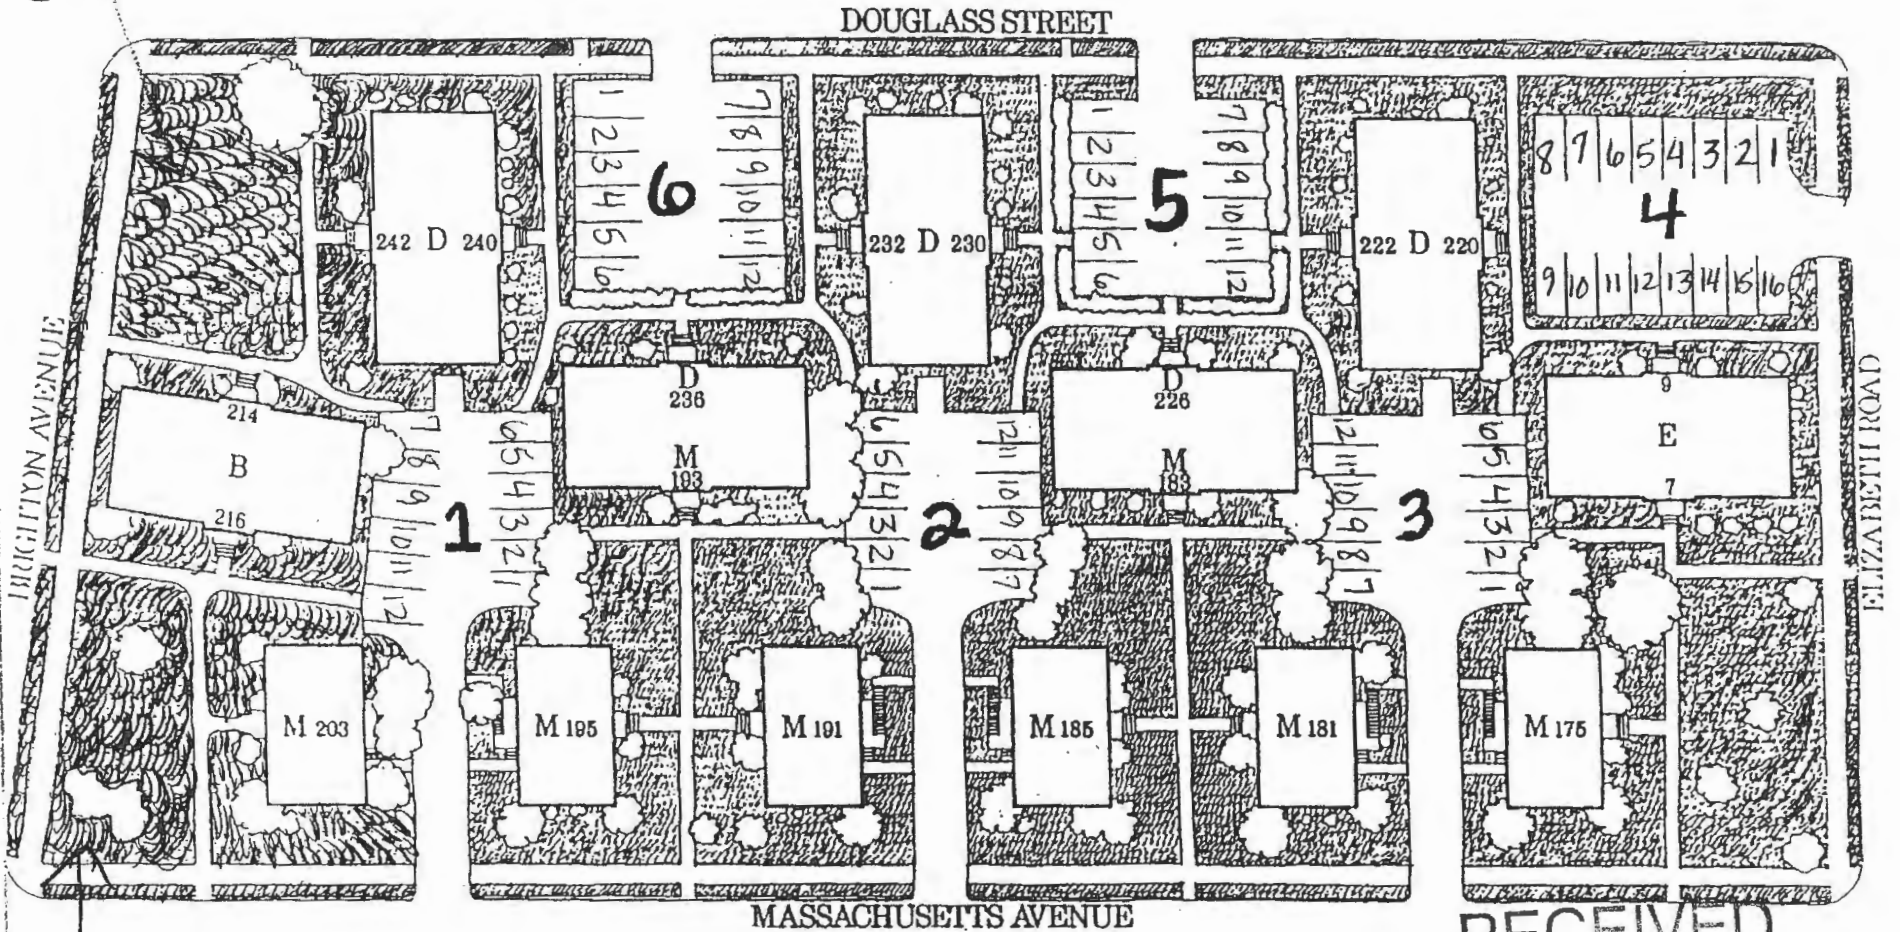 DOUGLASS STREET
1 2 3 4 5 6
6
7 8 9 10 11 12
1 2 3 4 5 6
5
7 8 9 10 11 12
8 7 6 5 4 3 2 1
4
9 10 11 12 13 14 15 16
242 D 240
232 D 230
222 D 220
BRIGHTON AVENUE
ELIZABETH ROAD
214
B
216
7 8 9 10 11 12
1
6 5 4 3 2 1
D
236
M
193
6 5 4 3 2 1
2
12 11 10 9 8 7
D
226
M
183
12 11 10 9 8 7
3
6 5 4 3 2 1
9
E
7
M 203
M 195
M 191
M 185
M 181
M 175
MASSACHUSETTS AVENUE
RECEIVED